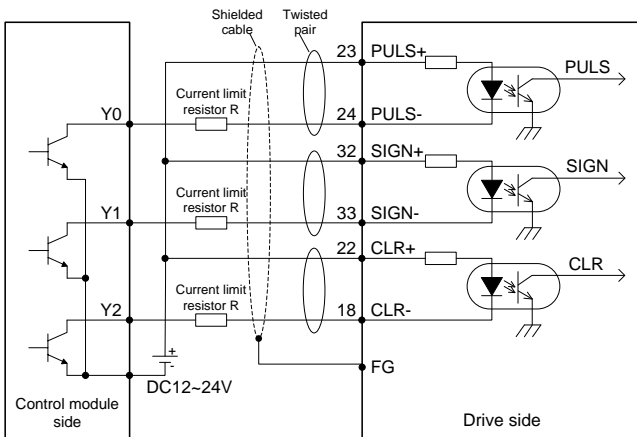 Shielded
cable
Twisted
pair
23 PULS+
PULS
Current limit
resistor R
Y0
24 PULS-
32 SIGN+
SIGN
Current limit
resistor R
Y1
33 SIGN-
22 CLR+
CLR
Current limit
resistor R
Y2
18 CLR-
+
-
DC12~24V
FG
Control module
side
Drive side